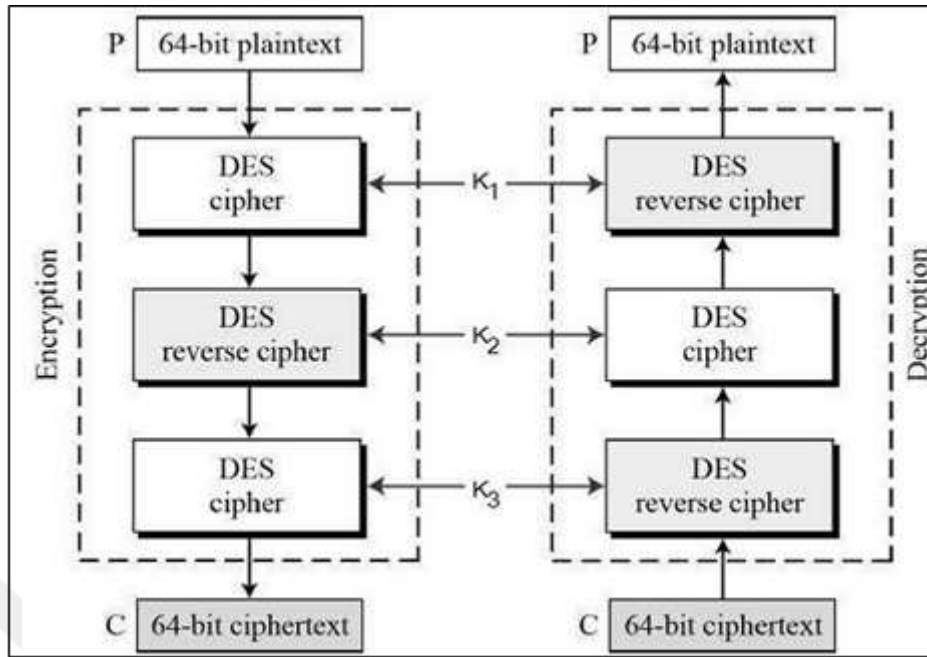 P 64-bit plaintext
DES
cipher
DES
reverse cipher
DES
cipher
C 64-bit ciphertext
Encryption
K1
K2
K3
P 64-bit plaintext
DES
reverse cipher
DES
cipher
DES
reverse cipher
C 64-bit ciphertext
Decryption